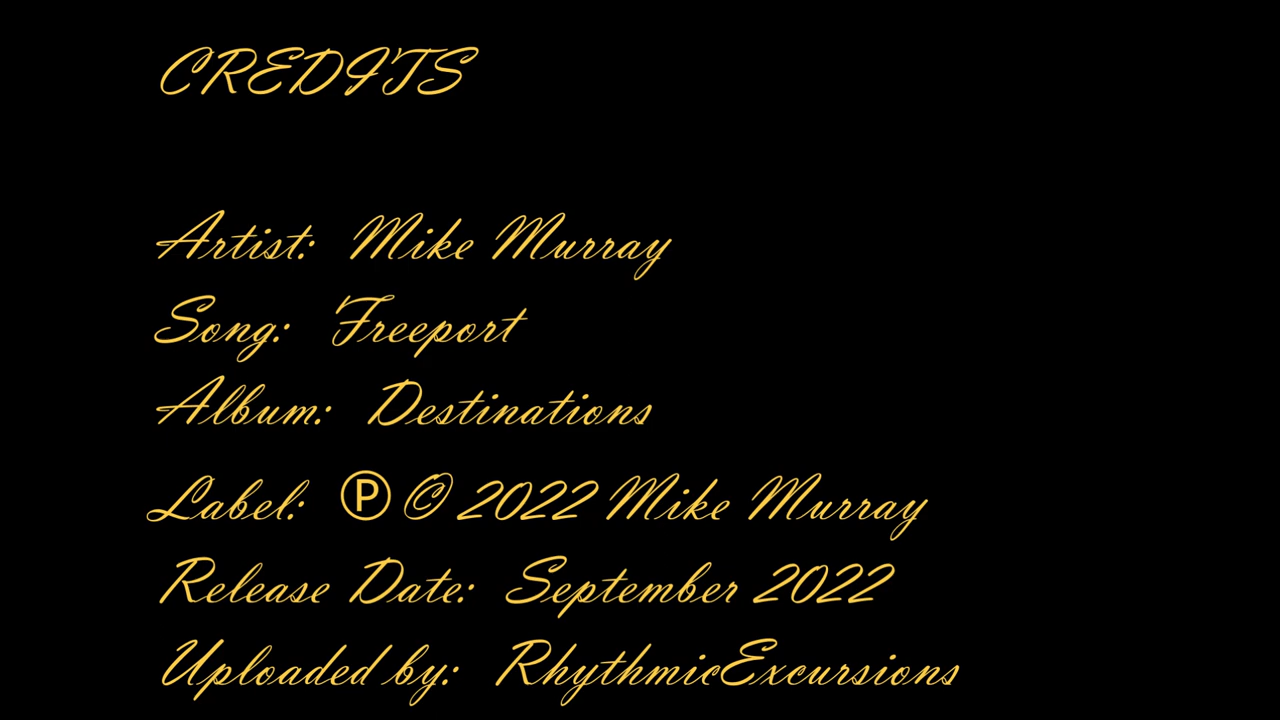 CREDITS
Artist: Mike Murray
Song: Freeport
Album: Destinations
Label: ℗ © 2022 Mike Murray
Release Date: September 2022
Uploaded by: RhythmicExcursions